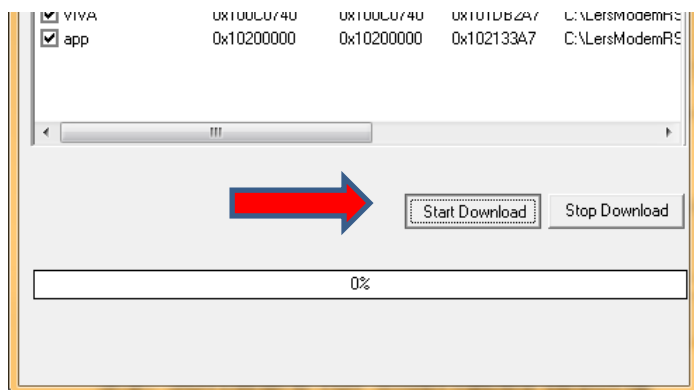 VIVA 0x100C0740 0x100C0740 0x101DB2A7 C:\LersModemRS
app 0x10200000 0x10200000 0x102133A7 C:\LersModemRS
Start Download Stop Download
0%